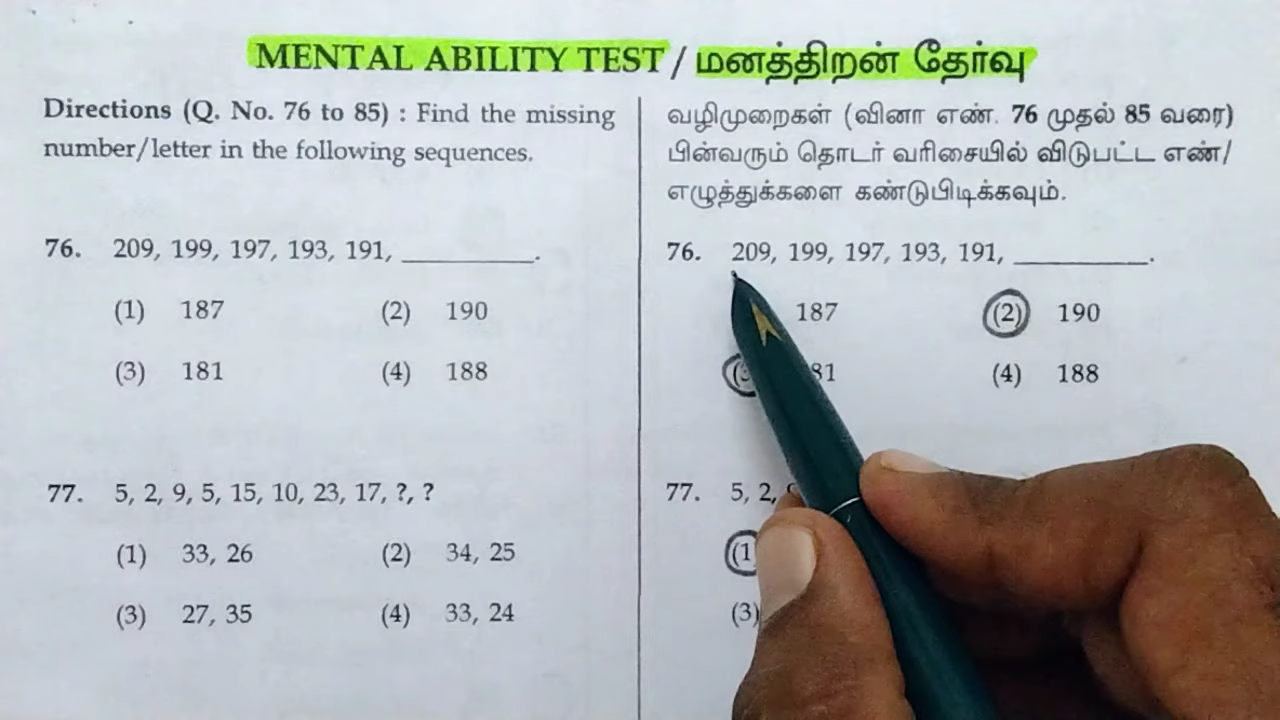 MENTAL ABILITY TEST / மனத்திறன் தேர்வு
Directions (Q. No. 76 to 85) : Find the missing
number/letter in the following sequences.
76. 209, 199, 197, 193, 191, __________.
(1) 187 (2) 190
(3) 181 (4) 188
77. 5, 2, 9, 5, 15, 10, 23, 17, ?, ?
(1) 33, 26 (2) 34, 25
(3) 27, 35 (4) 33, 24
வழிமுறைகள் (வினா எண். 76 முதல் 85 வரை)
பின்வரும் தொடர் வரிசையில் விடுபட்ட எண்/
எழுத்துக்களை கண்டுபிடிக்கவும்.
76. 209, 199, 197, 193, 191, __________.
187 (2) 190
(4) 188
77. 5, 2,
(1)
(3)